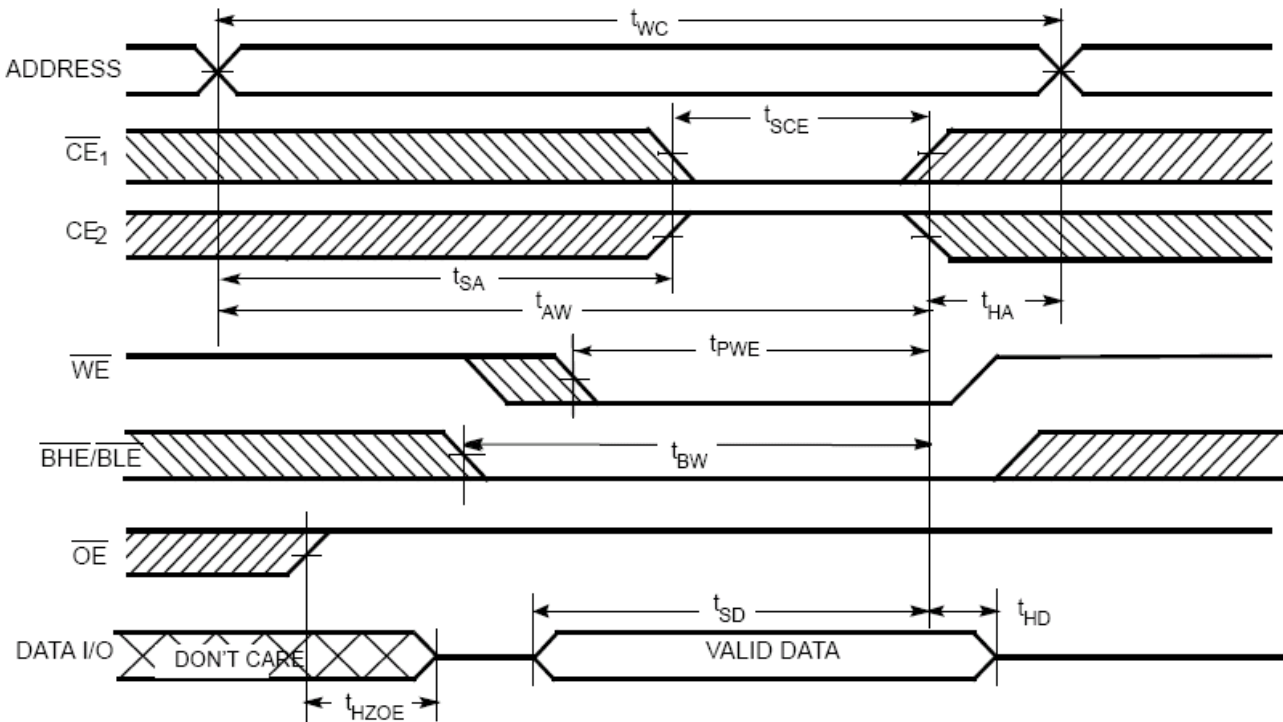 tWC
ADDRESS
tSCE
CE1
CE2
tSA
tAW
tHA
tPWE
WE
tBW
BHE/BLE
OE
tSD
tHD
DATA I/O
DON'T CARE
VALID DATA
tHZOE